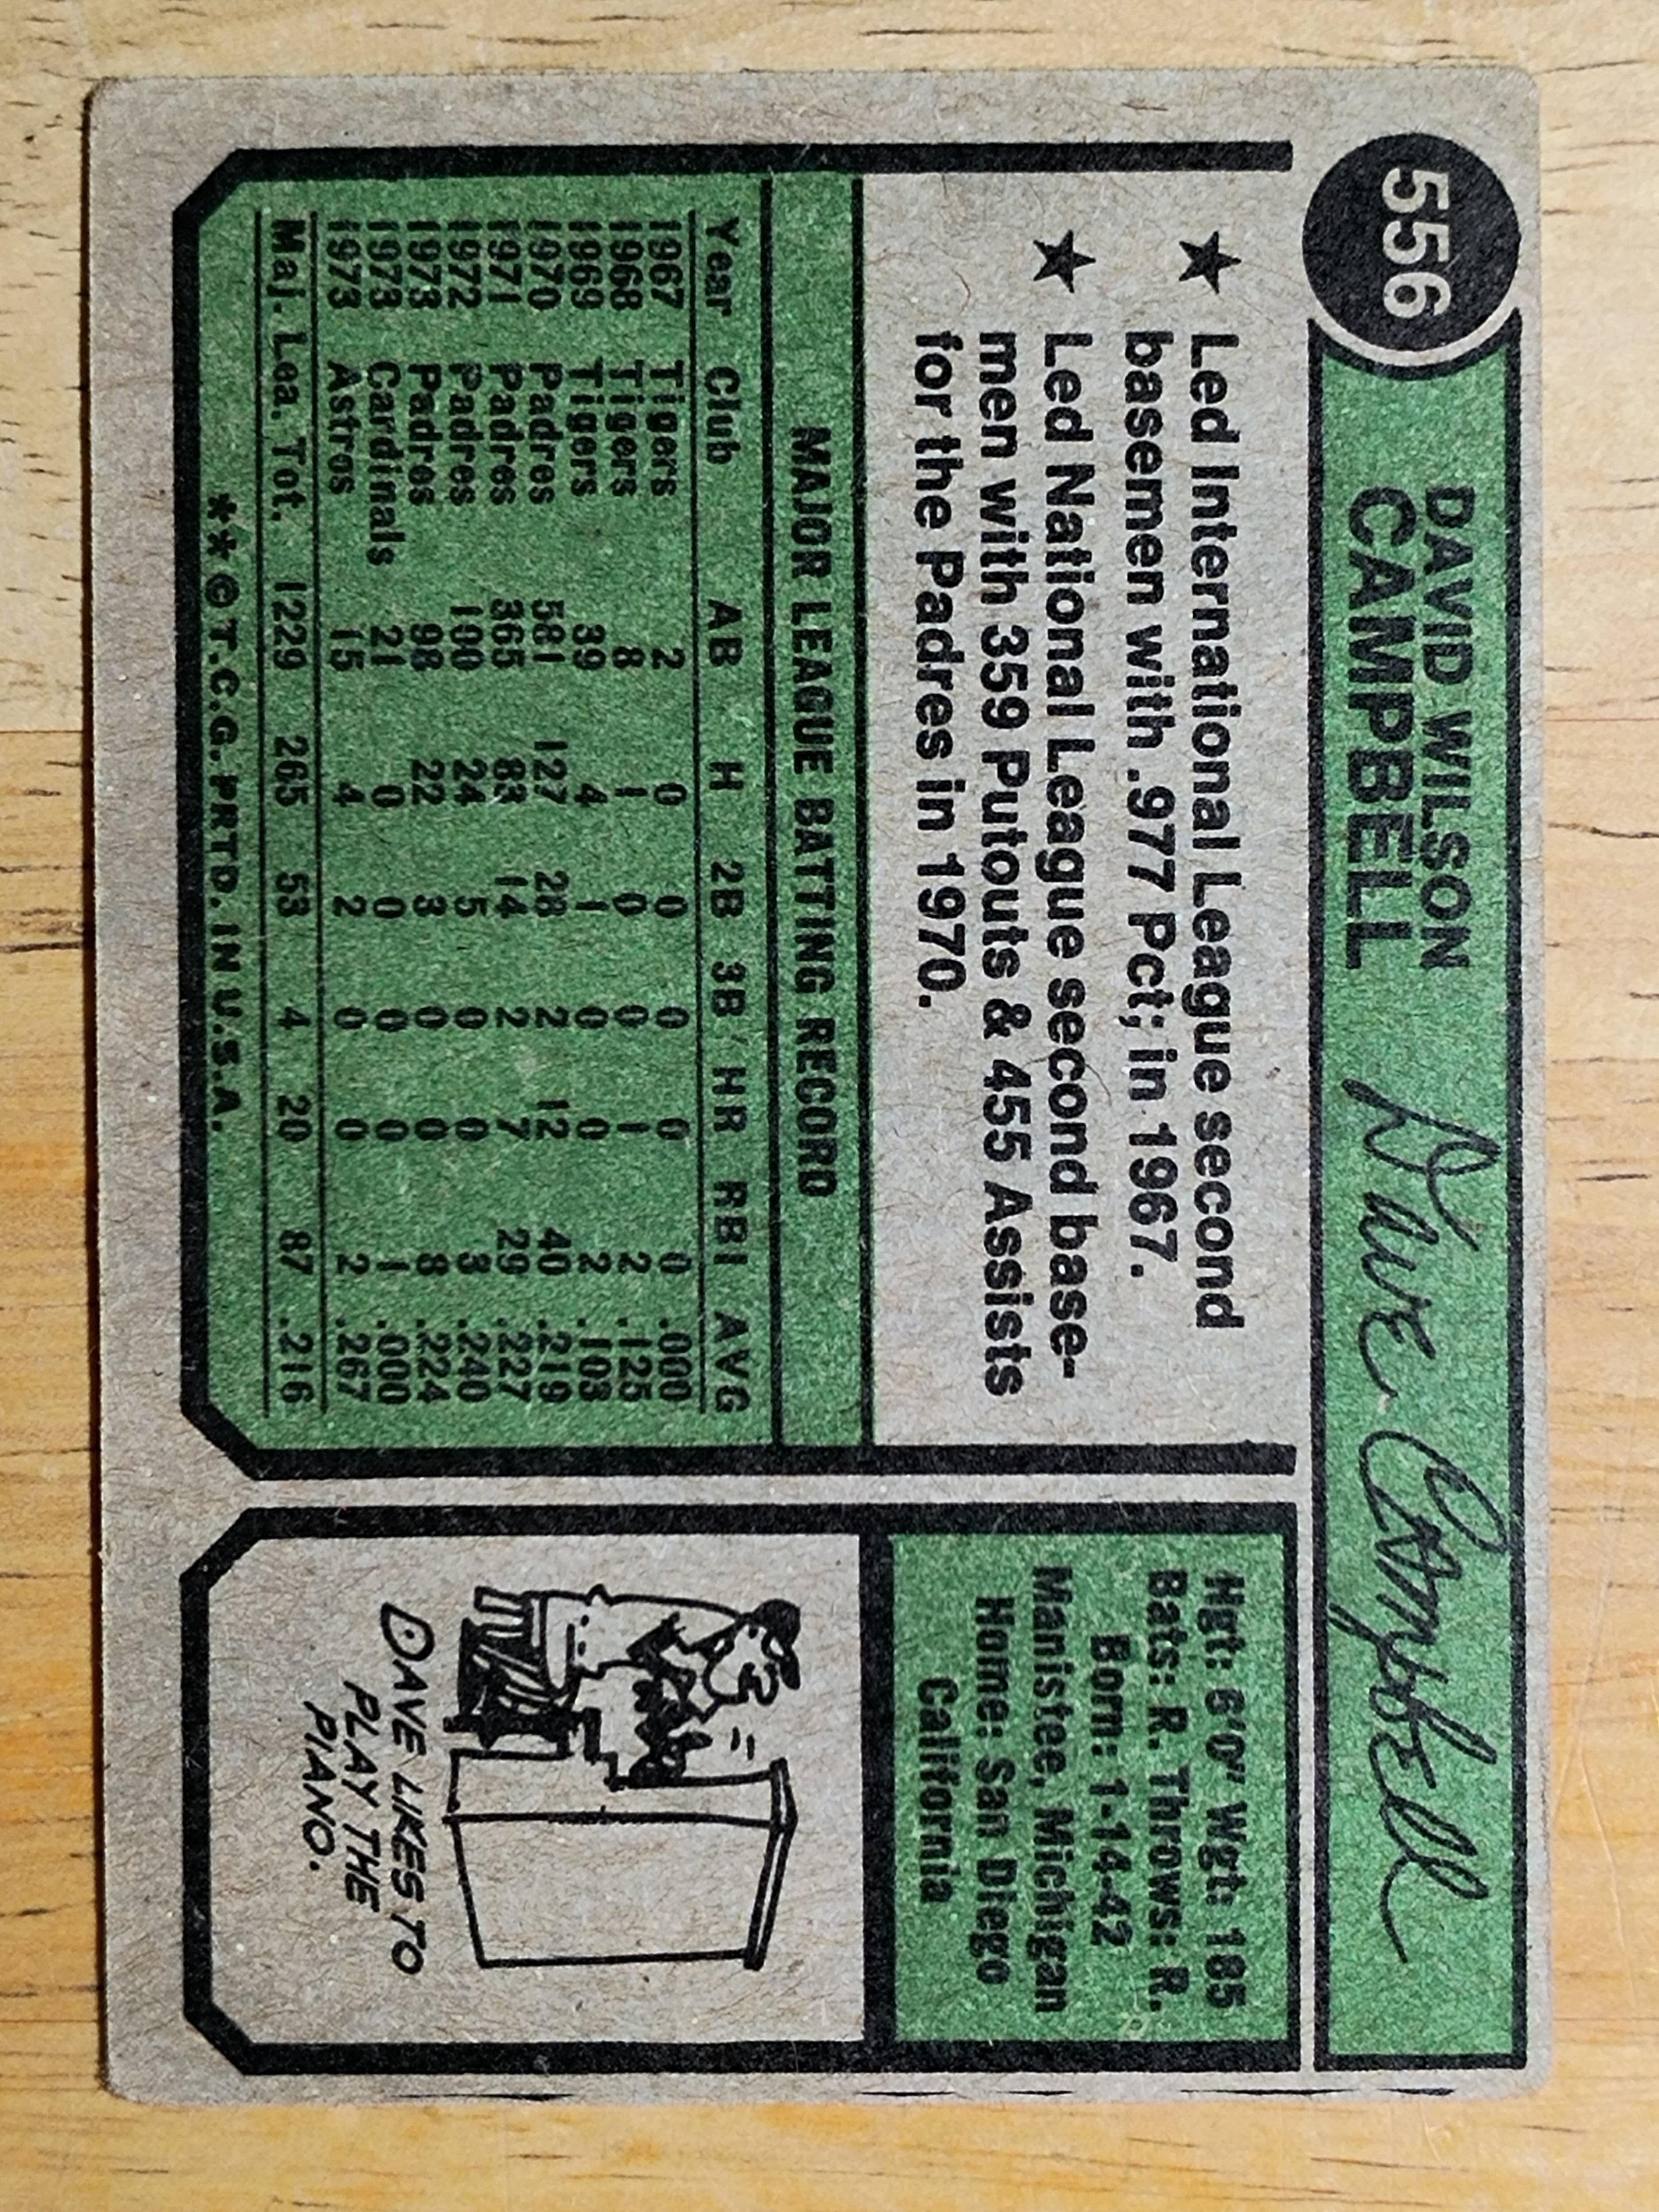 556
DAVID WILSON
CAMPBELL
Dave Campbell
★ Led International League second
basemen with .977 Pct; in 1967.
★ Led National League second base-
men with 359 Putouts & 455 Assists
for the Padres in 1970.
MAJOR LEAGUE BATTING RECORD
Year Club AB H 2B 3B HR RBI AVG
1967 Tigers 2 0 0 0 0 0 .000
1968 Tigers 8 1 0 0 1 2 .125
1969 Tigers 39 4 1 0 0 2 .103
1970 Padres 581 127 28 2 12 40 .219
1971 Padres 365 83 14 2 7 29 .227
1972 Padres 100 24 5 0 0 3 .240
1973 Padres 98 22 3 0 0 8 .224
1973 Cardinals 21 0 0 0 0 1 .000
1973 Astros 15 4 2 0 0 2 .267
Maj. Lea. Tot. 1229 265 53 4 20 87 .216
**©T.C.G. PRTD. IN U.S.A.
Hgt: 6'0" Wgt: 185
Bats: R. Throws: R.
Born: 1-14-42
Manistee, Michigan
Home: San Diego
California
DAVE LIKES TO
PLAY THE
PIANO.